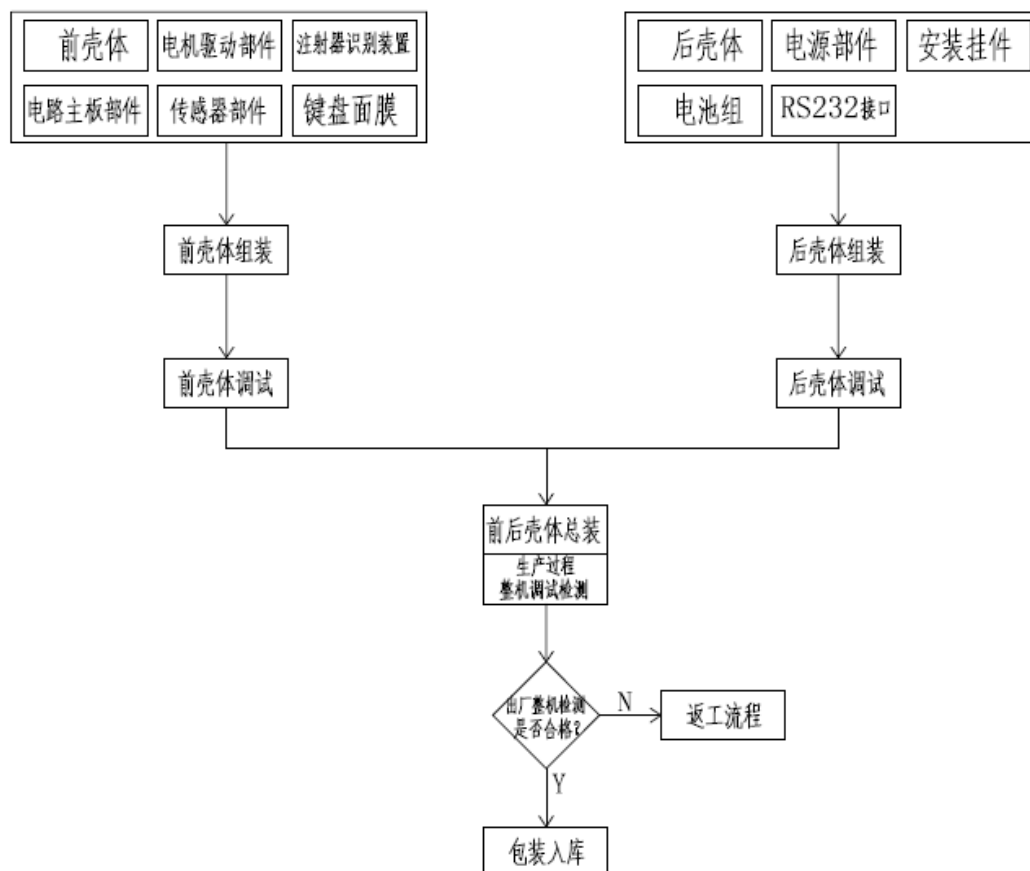 前壳体 电机驱动部件 注射器识别装置
电路主板部件 传感器部件 键盘面膜
后壳体 电源部件 安装挂件
电池组 RS232接口
前壳体组装
后壳体组装
前壳体调试
后壳体调试
前后壳体总装
生产过程
整机调试检测
出厂整机检测
是否合格?
N
返工流程
Y
包装入库